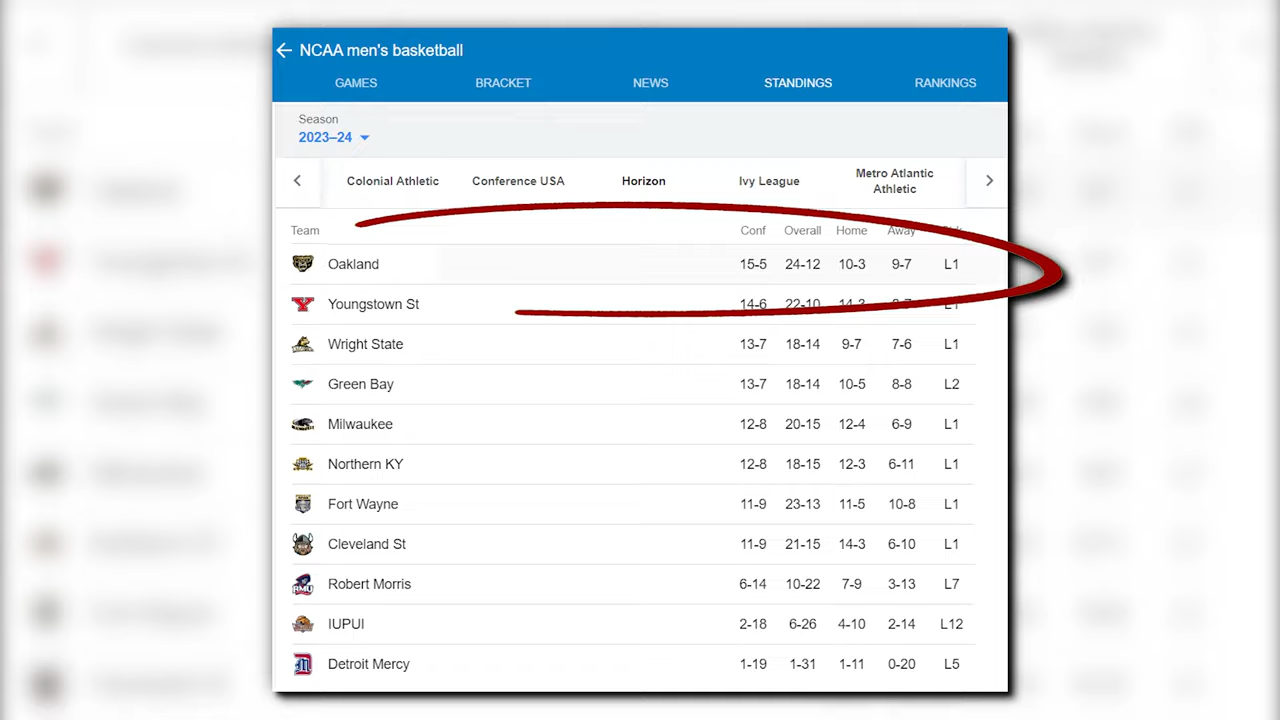 NCAA men's basketball
GAMES BRACKET NEWS STANDINGS RANKINGS
Season
2023–24
Colonial Athletic Conference USA Horizon Ivy League Metro Atlantic Athletic
Team Conf Overall Home Away
Oakland 15-5 24-12 10-3 9-7 L1
Youngstown St 14-6 22-10 14-3 L1
Wright State 13-7 18-14 9-7 7-6 L1
Green Bay 13-7 18-14 10-5 8-8 L2
Milwaukee 12-8 20-15 12-4 6-9 L1
Northern KY 12-8 18-15 12-3 6-11 L1
Fort Wayne 11-9 23-13 11-5 10-8 L1
Cleveland St 11-9 21-15 14-3 6-10 L1
Robert Morris 6-14 10-22 7-9 3-13 L7
IUPUI 2-18 6-26 4-10 2-14 L12
Detroit Mercy 1-19 1-31 1-11 0-20 L5